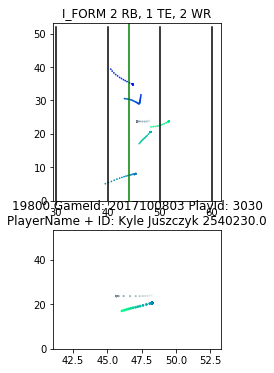 I_FORM 2 RB, 1 TE, 2 WR
50
40
30
20
10
0
30 40 50 60
19800 GameId: 2017100803 PlayId: 3030
PlayerName + ID: Kyle Juszczyk 2540230.0
40
20
0
42.5 45.0 47.5 50.0 52.5